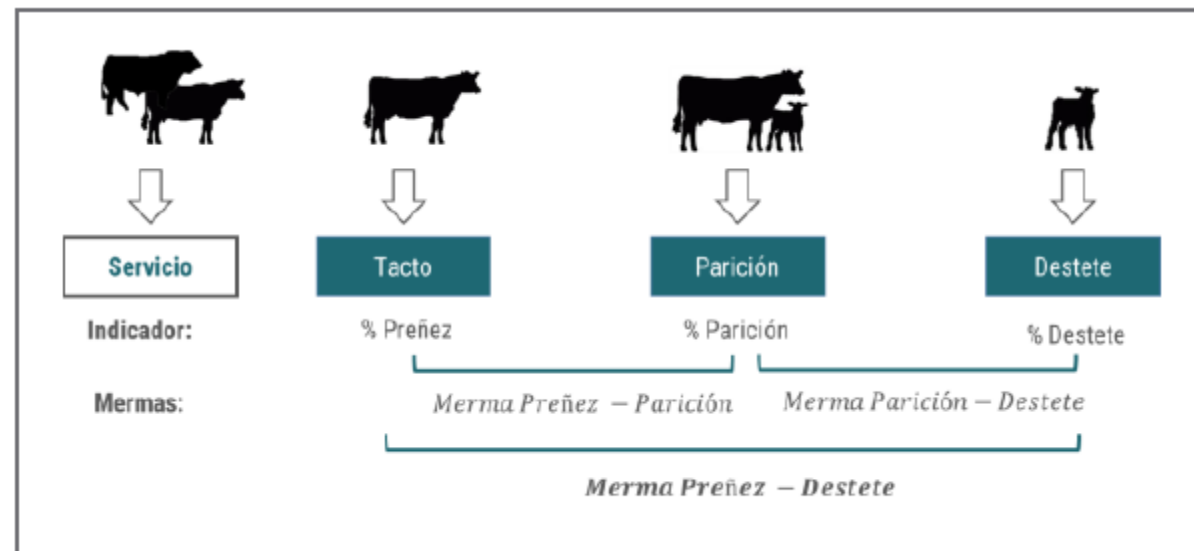 Servicio Tacto Parición Destete
Indicador: % Preñez % Parición % Destete
Mermas: Merma Preñez − Parición Merma Parición − Destete
Merma Preñez − Destete